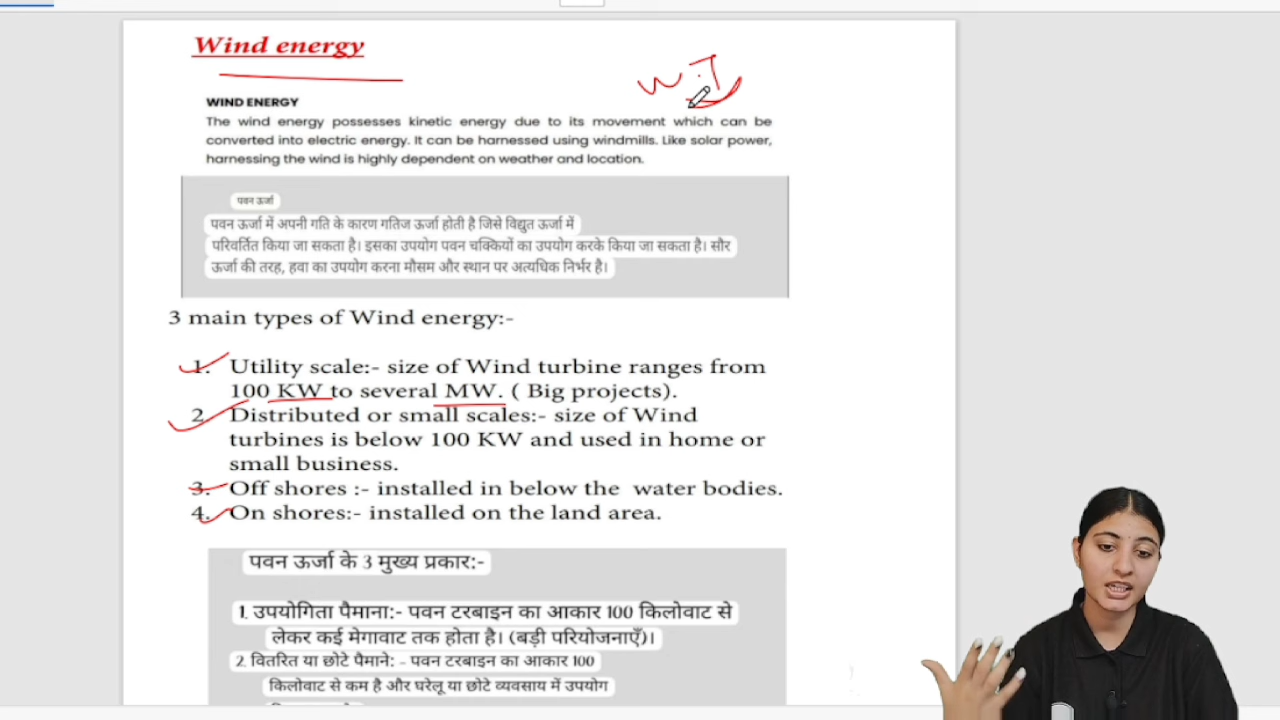 Wind energy
W.T
WIND ENERGY
The wind energy possesses kinetic energy due to its movement which can be
converted into electric energy. It can be harnessed using windmills. Like solar power,
harnessing the wind is highly dependent on weather and location.
पवन ऊर्जा
पवन ऊर्जा में अपनी गति के कारण गतिज ऊर्जा होती है जिसे विद्युत ऊर्जा में
परिवर्तित किया जा सकता है। इसका उपयोग पवन चक्कियों का उपयोग करके किया जा सकता है। सौर
ऊर्जा की तरह, हवा का उपयोग करना मौसम और स्थान पर अत्यधिक निर्भर है।
3 main types of Wind energy:-
1. Utility scale:- size of Wind turbine ranges from
100 KW to several MW. ( Big projects).
2. Distributed or small scales:- size of Wind
turbines is below 100 KW and used in home or
small business.
3. Off shores :- installed in below the water bodies.
4. On shores:- installed on the land area.
पवन ऊर्जा के 3 मुख्य प्रकार:-
1. उपयोगिता पैमाना:- पवन टरबाइन का आकार 100 किलोवाट से
लेकर कई मेगावाट तक होता है। (बड़ी परियोजनाएँ)।
2. वितरित या छोटे पैमाने: - पवन टरबाइन का आकार 100
किलोवाट से कम है और घरेलू या छोटे व्यवसाय में उपयोग